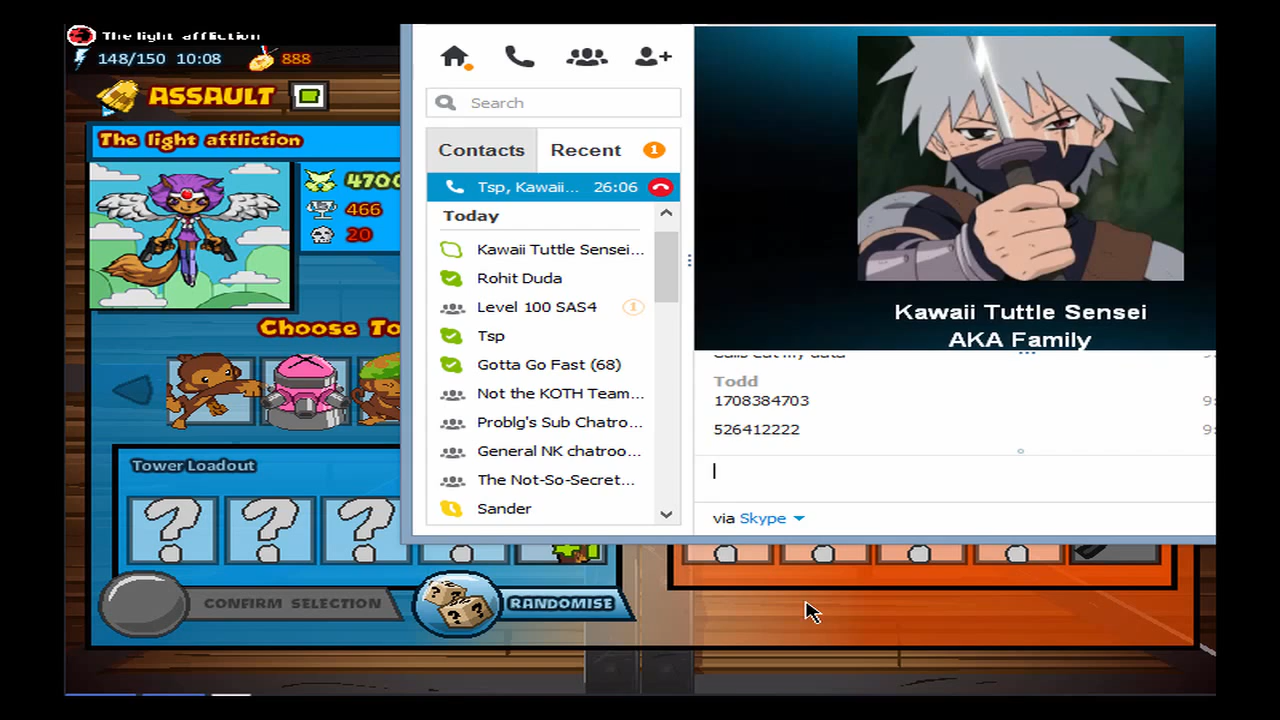 The light affliction
148/150 10:08 888
ASSAULT
The light affliction
4700
466
20
Choose To
Tower Loadout
CONFIRM SELECTION
RANDOMISE
Search
Contacts
Recent 1
Tsp, Kawaii... 26:06
Today
Kawaii Tuttle Sensei...
Rohit Duda
Level 100 SAS4 1
Tsp
Gotta Go Fast (68)
Not the KOTH Team...
Problg's Sub Chatro...
General NK chatroo...
The Not-So-Secret...
Sander
Kawaii Tuttle Sensei
AKA Family
Todd
1708384703 9:
526412222 9:
via Skype